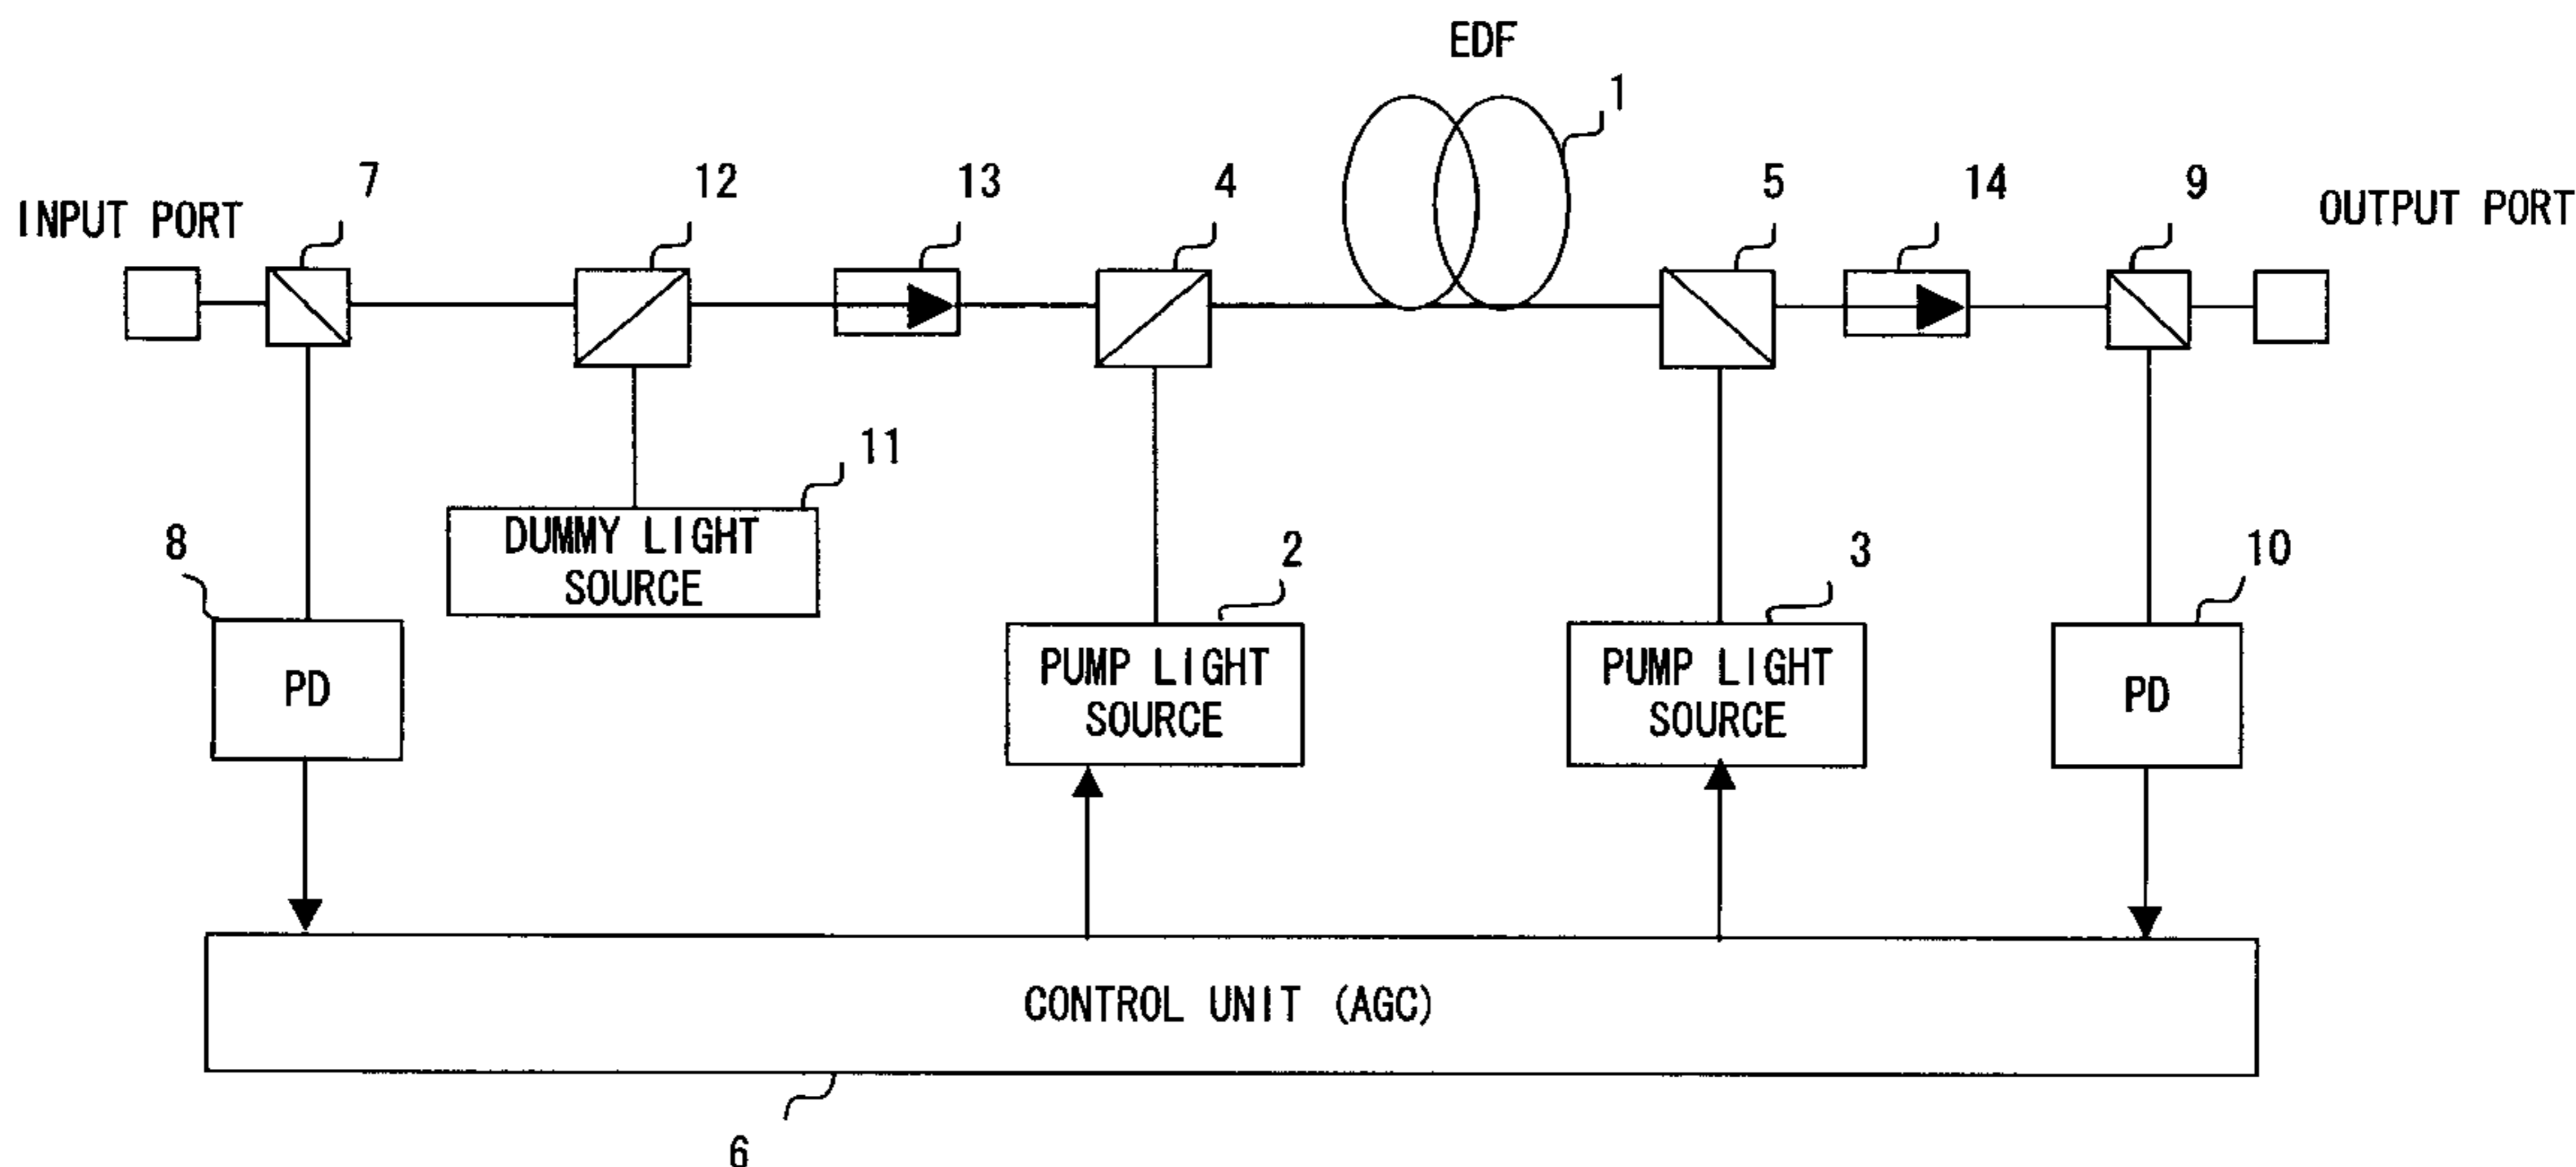 EDF
1
7
12
13
4
5
14
9
INPUT PORT
OUTPUT PORT
11
DUMMY LIGHT
SOURCE
8
2
3
10
PD
PUMP LIGHT
SOURCE
PUMP LIGHT
SOURCE
PD
CONTROL UNIT (AGC)
6